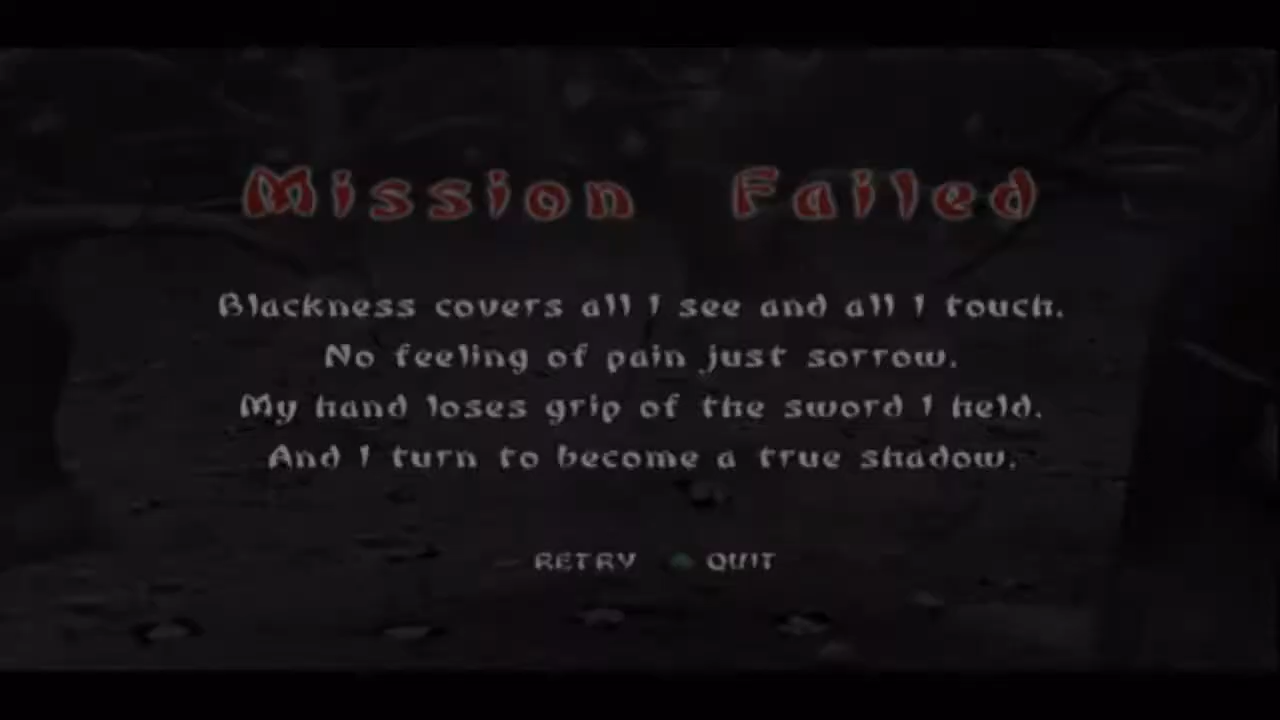 Mission Failed
Blackness covers all I see and all I touch.
No feeling of pain just sorrow.
My hand loses grip of the sword I held.
And I turn to become a true shadow.
RETRY QUIT